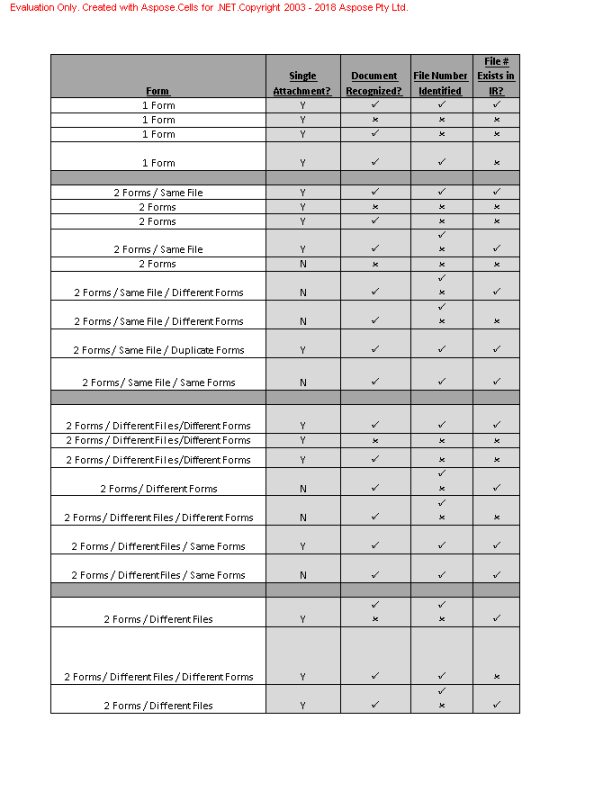 Evaluation Only. Created with Aspose.Cells for .NET.Copyright 2003 - 2018 Aspose Pty Ltd.
Form Single Attachment? Document Recognized? File Number Identified File # Exists in IR?
1 Form Y ✓ ✓ ✓
1 Form Y × × ×
1 Form Y ✓ × ×
1 Form Y ✓ ✓ ×
2 Forms / Same File Y ✓ ✓ ✓
2 Forms Y × × ×
2 Forms Y ✓ × ×
✓
2 Forms / Same File Y ✓ × ✓
2 Forms N × × ×
✓
2 Forms / Same File / Different Forms N ✓ × ✓
✓
2 Forms / Same File / Different Forms N ✓ × ×
2 Forms / Same File / Duplicate Forms Y ✓ ✓ ✓
2 Forms / Same File / Same Forms N ✓ ✓ ✓
2 Forms / Different Files/Different Forms Y ✓ ✓ ✓
2 Forms / Different Files/Different Forms Y × × ×
2 Forms / Different Files/Different Forms Y ✓ × ×
✓
2 Forms / Different Forms N ✓ × ✓
✓
2 Forms / Different Files / Different Forms N ✓ × ×
2 Forms / Different Files / Same Forms Y ✓ ✓ ✓
2 Forms / Different Files / Same Forms N ✓ ✓ ✓
✓ ✓
2 Forms / Different Files Y × × ✓
2 Forms / Different Files / Different Forms Y ✓ ✓ ×
✓
2 Forms / Different Files Y ✓ × ✓